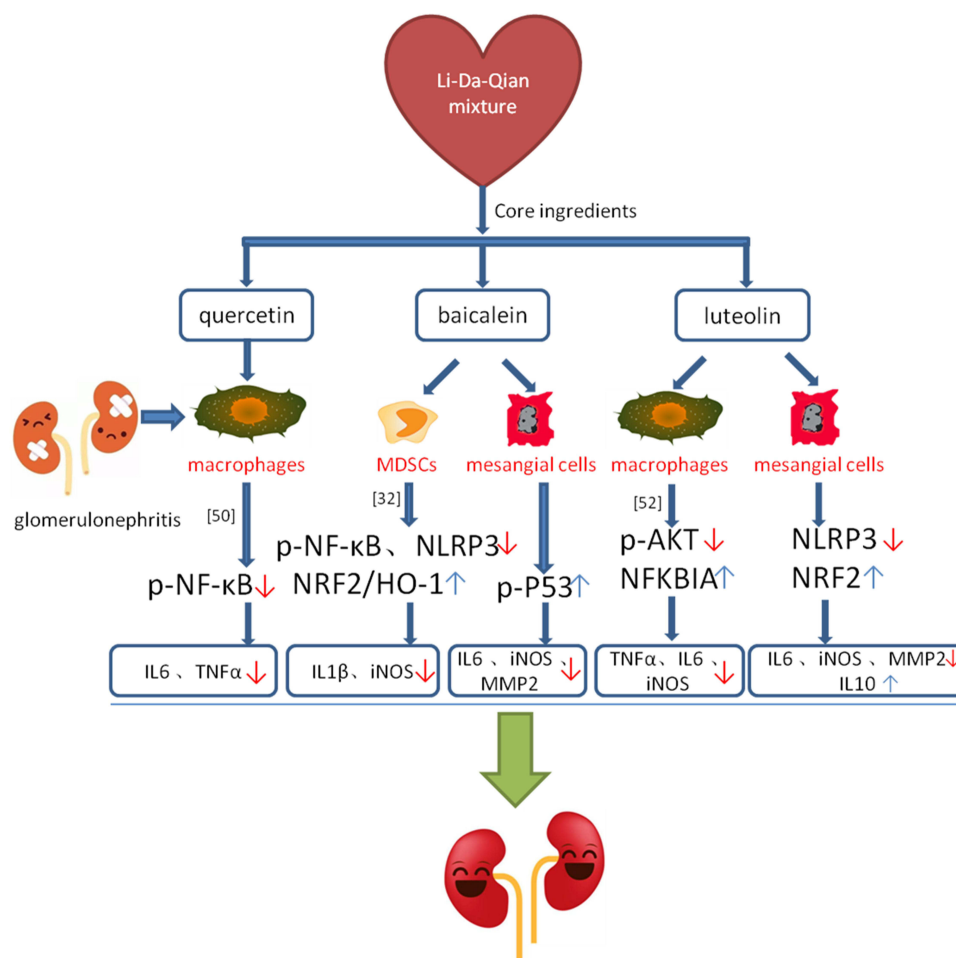 Li-Da-Qian
mixture
Core ingredients
quercetin
baicalein
luteolin
macrophages
MDSCs
mesangial cells
macrophages
mesangial cells
glomerulonephritis
[50]
[32]
[52]
p-NF-κB↓
p-NF-κB、NLRP3↓
NRF2/HO-1↑
p-P53↑
p-AKT↓
NFKBIA↑
NLRP3↓
NRF2↑
IL6、TNFα↓
IL1β、iNOS↓
IL6、iNOS、
MMP2↓
TNFα、IL6、
iNOS↓
IL6、iNOS、MMP2↓
IL10↑